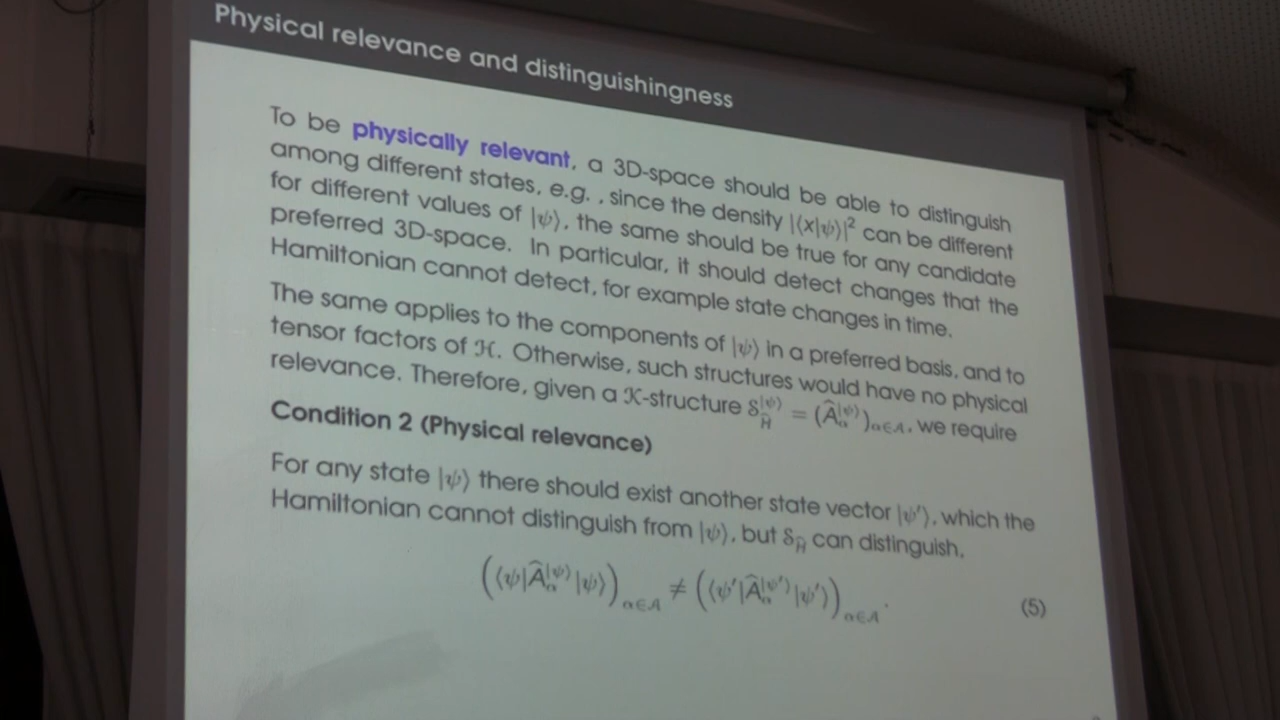 Physical relevance and distinguishingness
To be physically relevant, a 3D-space should be able to distinguish
among different states, e.g. , since the density |⟨x|ψ⟩|² can be different
for different values of |ψ⟩, the same should be true for any candidate
preferred 3D-space. In particular, it should detect changes that the
Hamiltonian cannot detect, for example state changes in time.
The same applies to the components of |ψ⟩ in a preferred basis, and to
tensor factors of ℋ. Otherwise, such structures would have no physical
relevance. Therefore, given a 𝒦-structure 𝒮_Ĥ^|ψ⟩ = (Â_α^|ψ⟩)_α∈𝒜, we require
Condition 2 (Physical relevance)
For any state |ψ⟩ there should exist another state vector |ψ′⟩, which the
Hamiltonian cannot distinguish from |ψ⟩, but 𝒮_Ĥ can distinguish,
(⟨ψ|Â_α^|ψ⟩|ψ⟩)_α∈𝒜 ≠ (⟨ψ′|Â_α^|ψ′⟩|ψ′⟩)_α∈𝒜. (5)